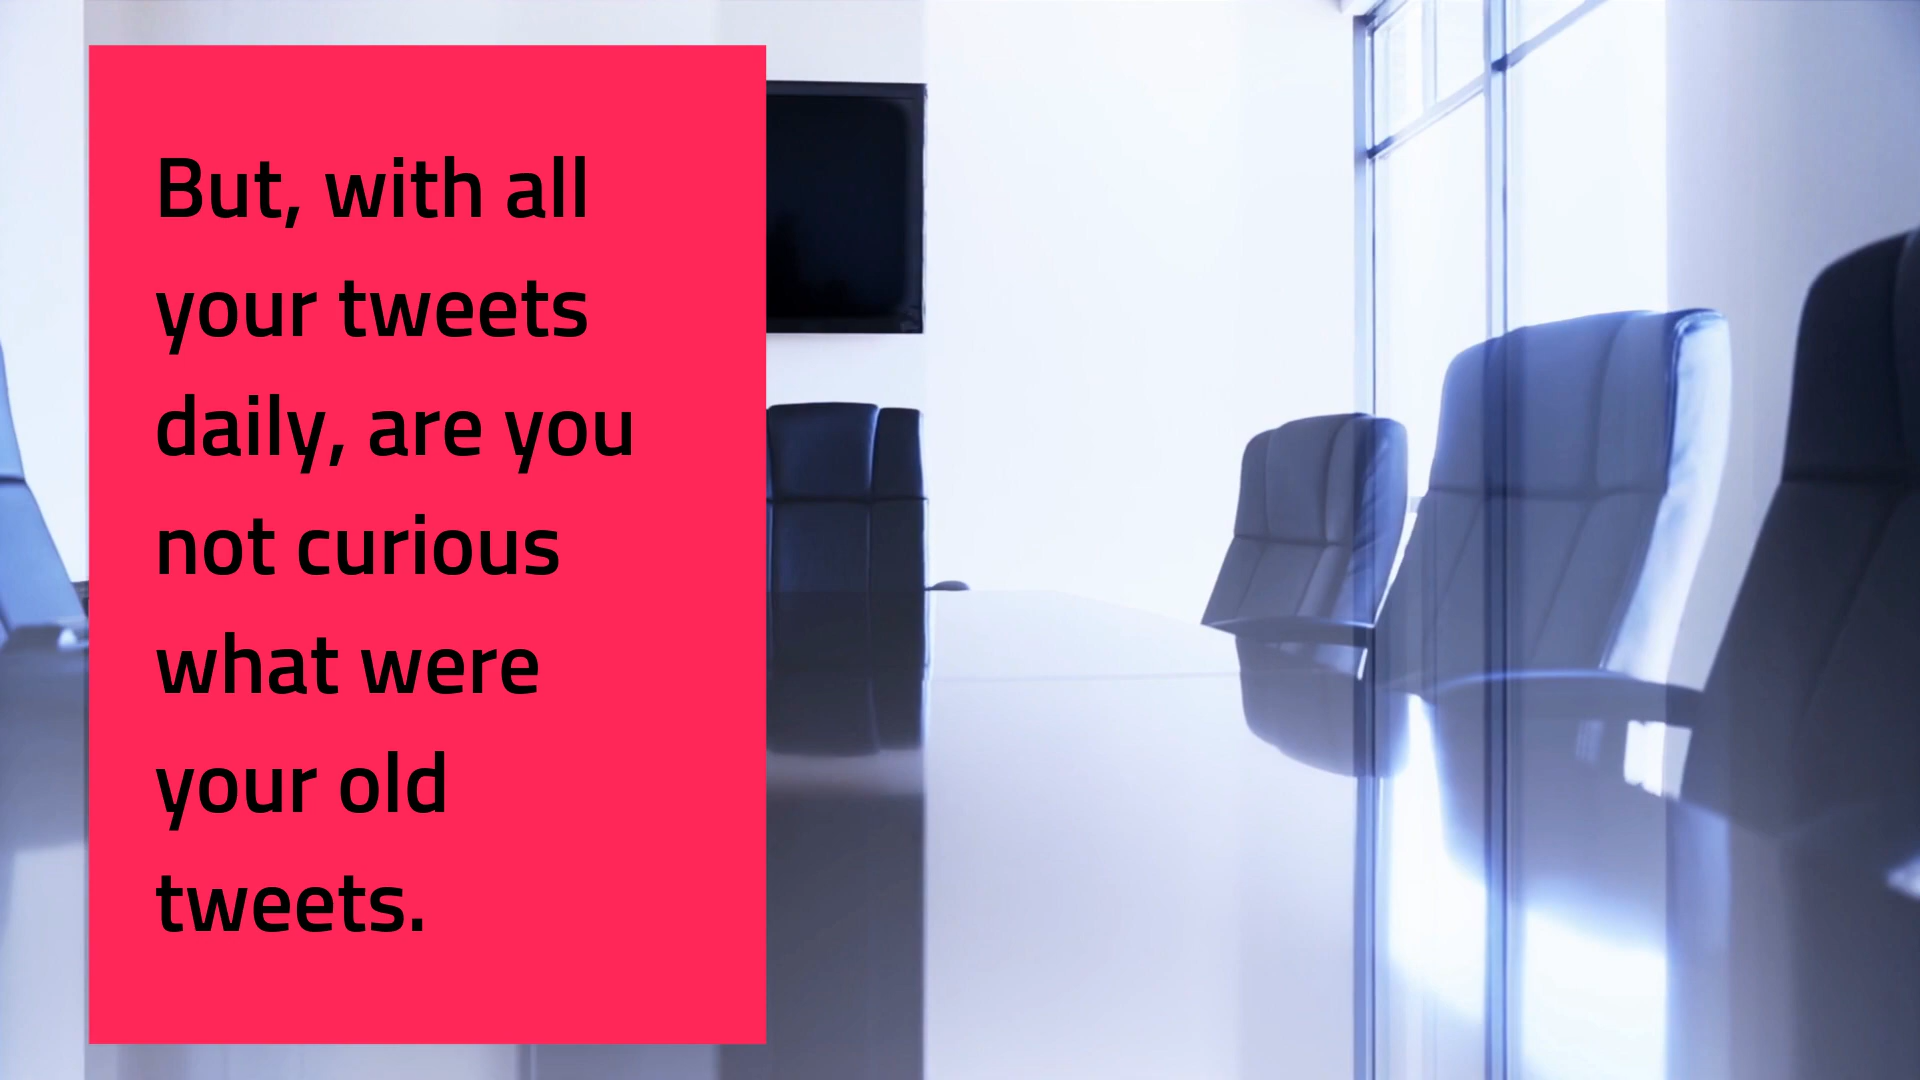 But, with all
your tweets
daily, are you
not curious
what were
your old
tweets.